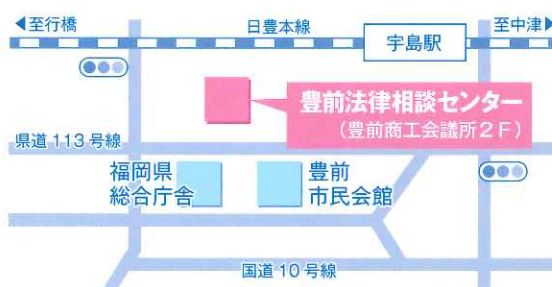 ◀至行橋
日豊本線
宇島駅
至中津▶
豊前法律相談センター
（豊前商工会議所2F）
県道113号線
福岡県
総合庁舎
豊前
市民会館
国道10号線